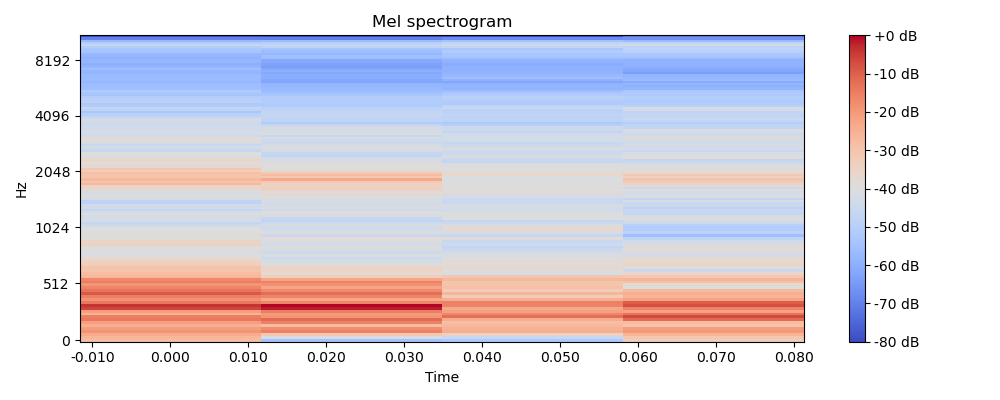 Mel spectrogram
Hz
8192
4096
2048
1024
512
0
-0.010 0.000 0.010 0.020 0.030 0.040 0.050 0.060 0.070 0.080
Time
+0 dB
-10 dB
-20 dB
-30 dB
-40 dB
-50 dB
-60 dB
-70 dB
-80 dB